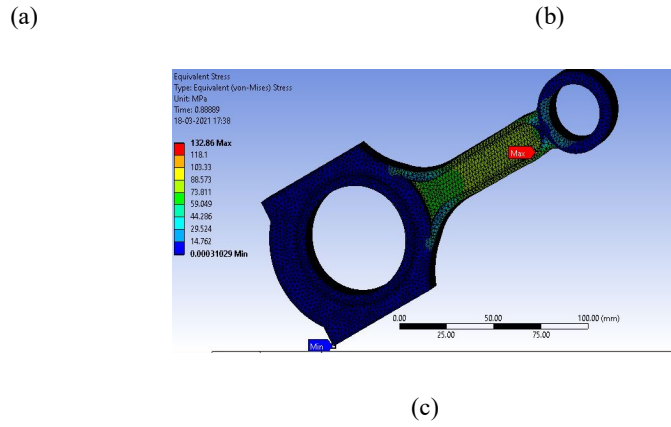 (a) (b)
Equivalent Stress
Type: Equivalent (von-Mises) Stress
Unit: MPa
Time: 0.88889
18-03-2021 17:38
132.86 Max
118.1
103.33
88.573
73.811
59.049
44.286
29.524
14.762
0.00031029 Min
Max
Min
0.00 50.00 100.00 (mm)
25.00 75.00
(c)